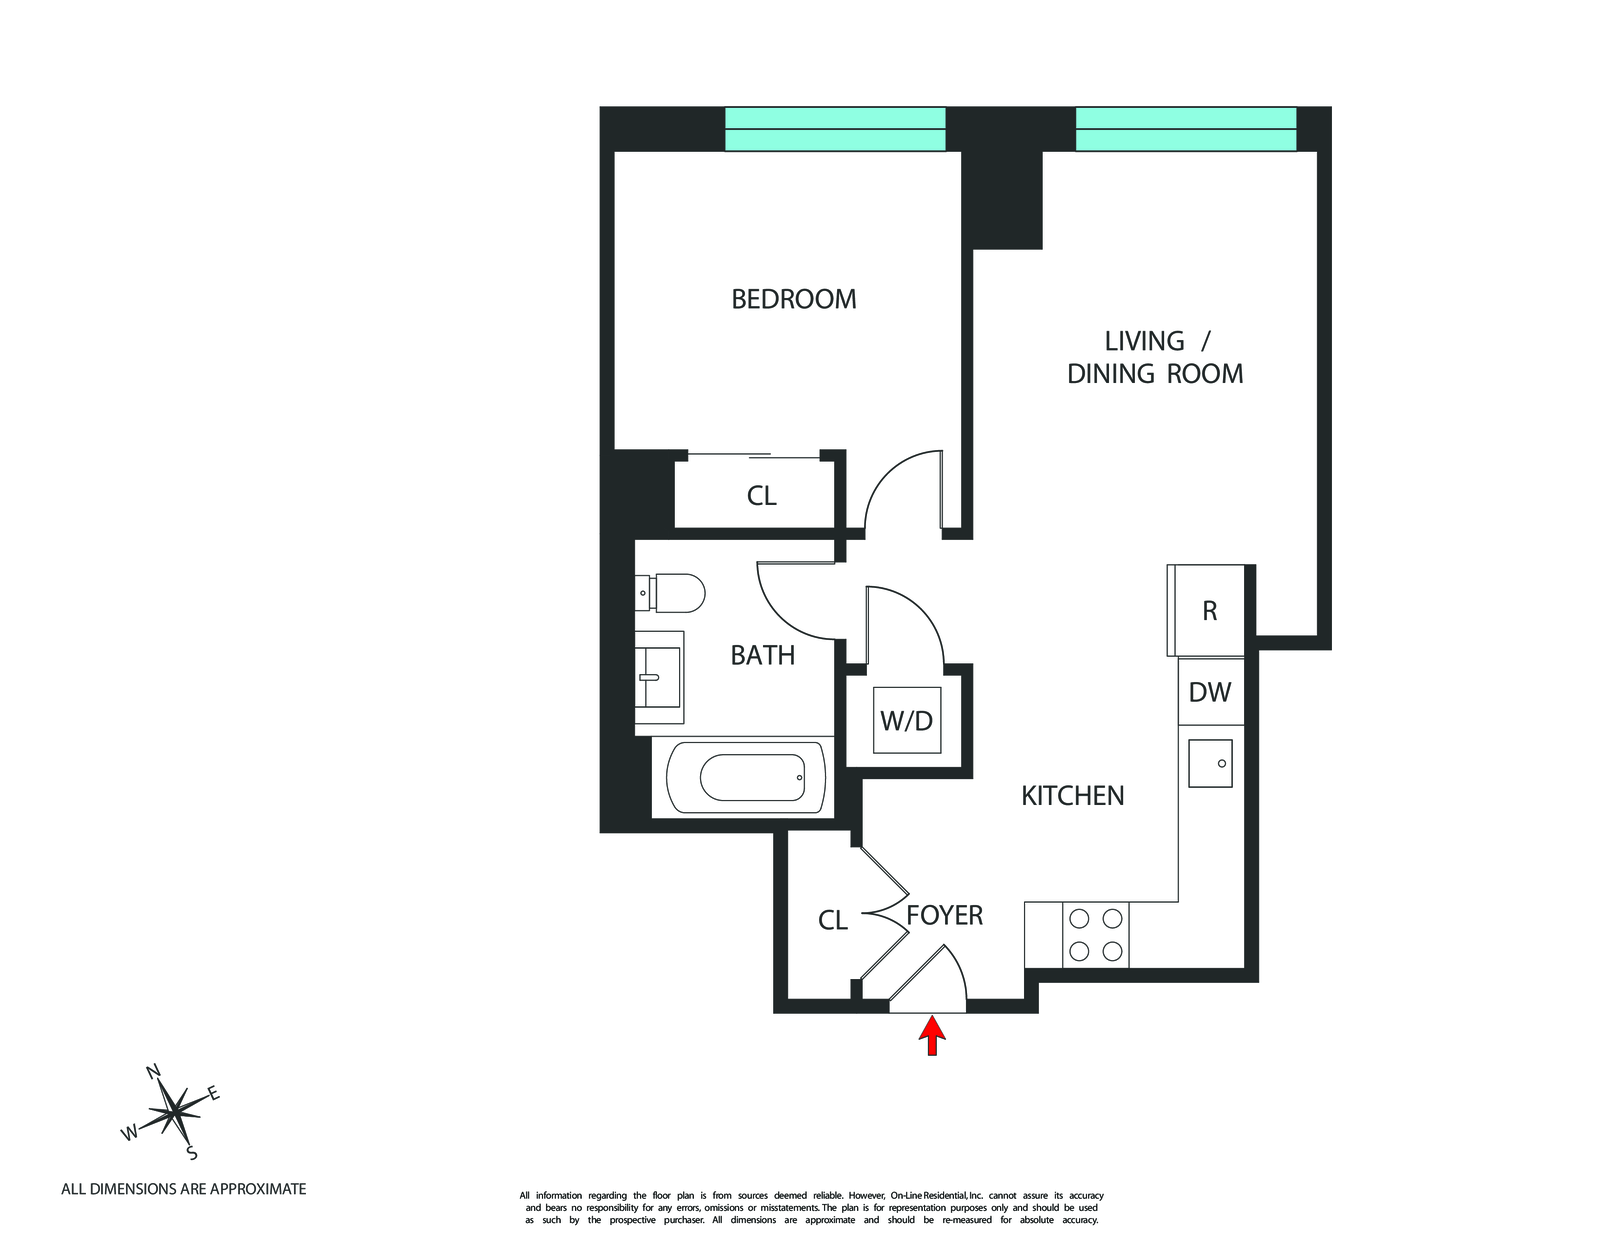 BEDROOM
LIVING /
DINING ROOM
CL
R
BATH
DW
W/D
KITCHEN
CL
FOYER
N
E
W
S
ALL DIMENSIONS ARE APPROXIMATE
All information regarding the floor plan is from sources deemed reliable. However, On-Line Residential, Inc. cannot assure its accuracy
and bears no responsibility for any errors, omissions or misstatements. The plan is for representation purposes only and should be used
as such by the prospective purchaser. All dimensions are approximate and should be re-measured for absolute accuracy.